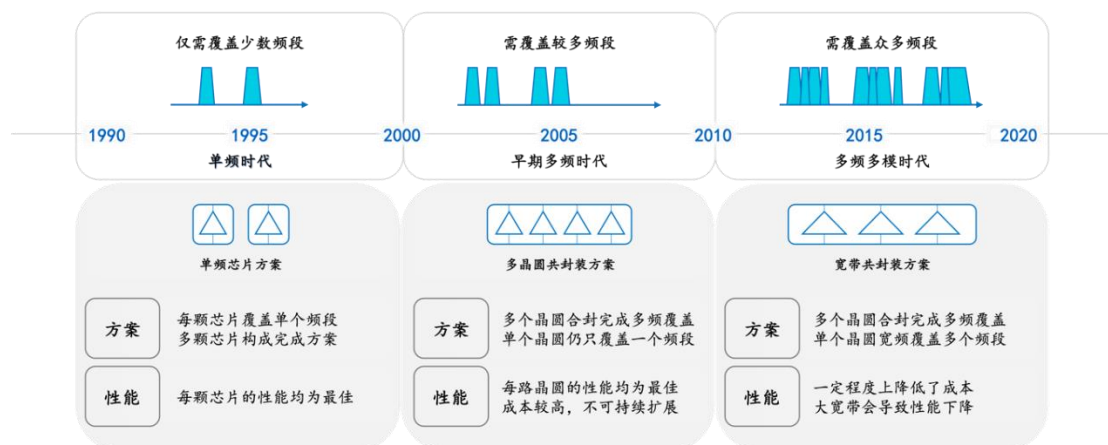 仅需覆盖少数频段
需覆盖较多频段
需覆盖众多频段
1990
1995
2000
2005
2010
2015
2020
单频时代
早期多频时代
多频多模时代
单频芯片方案
多晶圆共封装方案
宽带共封装方案
方案
每颗芯片覆盖单个频段
多颗芯片构成完成方案
方案
多个晶圆合封完成多频覆盖
单个晶圆仍只覆盖一个频段
方案
多个晶圆合封完成多频覆盖
单个晶圆宽频覆盖多个频段
性能
每颗芯片的性能均为最佳
性能
每路晶圆的性能均为最佳
成本较高，不可持续扩展
性能
一定程度上降低了成本
大宽带会导致性能下降